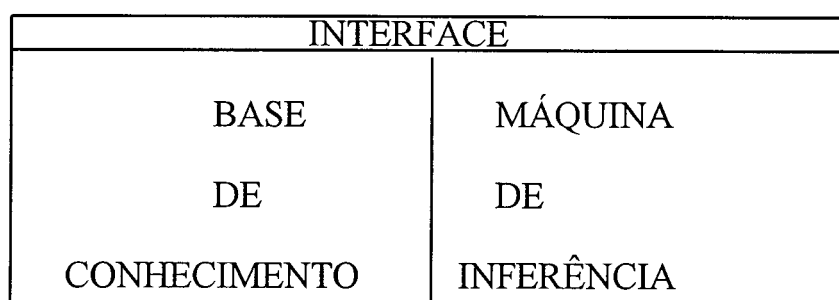 INTERFACE
BASE
DE
CONHECIMENTO
MÁQUINA
DE
INFERÊNCIA